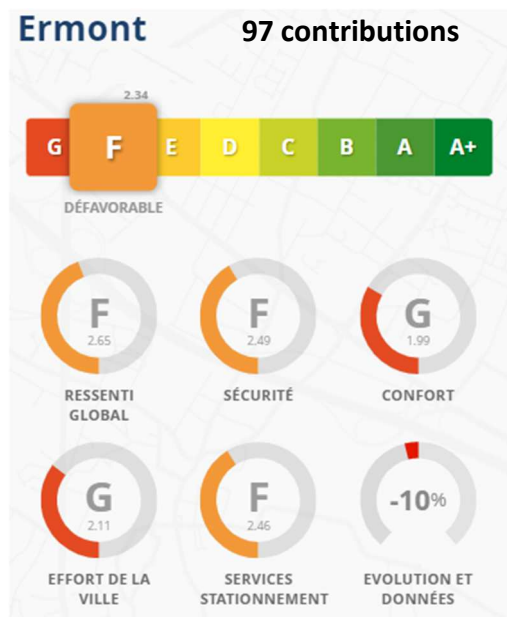 Ermont
97 contributions
2.34
G F E D C B A A+
DÉFAVORABLE
F
2.65
RESSENTI
GLOBAL
F
2.49
SÉCURITÉ
G
1.99
CONFORT
G
2.11
EFFORT DE LA
VILLE
F
2.46
SERVICES
STATIONNEMENT
-10%
EVOLUTION ET
DONNÉES